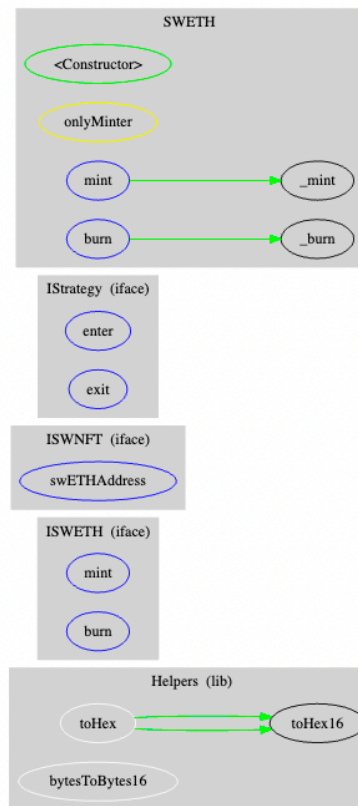 SWETH
<Constructor>
onlyMinter
mint _mint
burn _burn
IStrategy (iface)
enter
exit
ISWNFT (iface)
swETHAddress
ISWETH (iface)
mint
burn
Helpers (lib)
toHex toHex16
bytesToBytes16